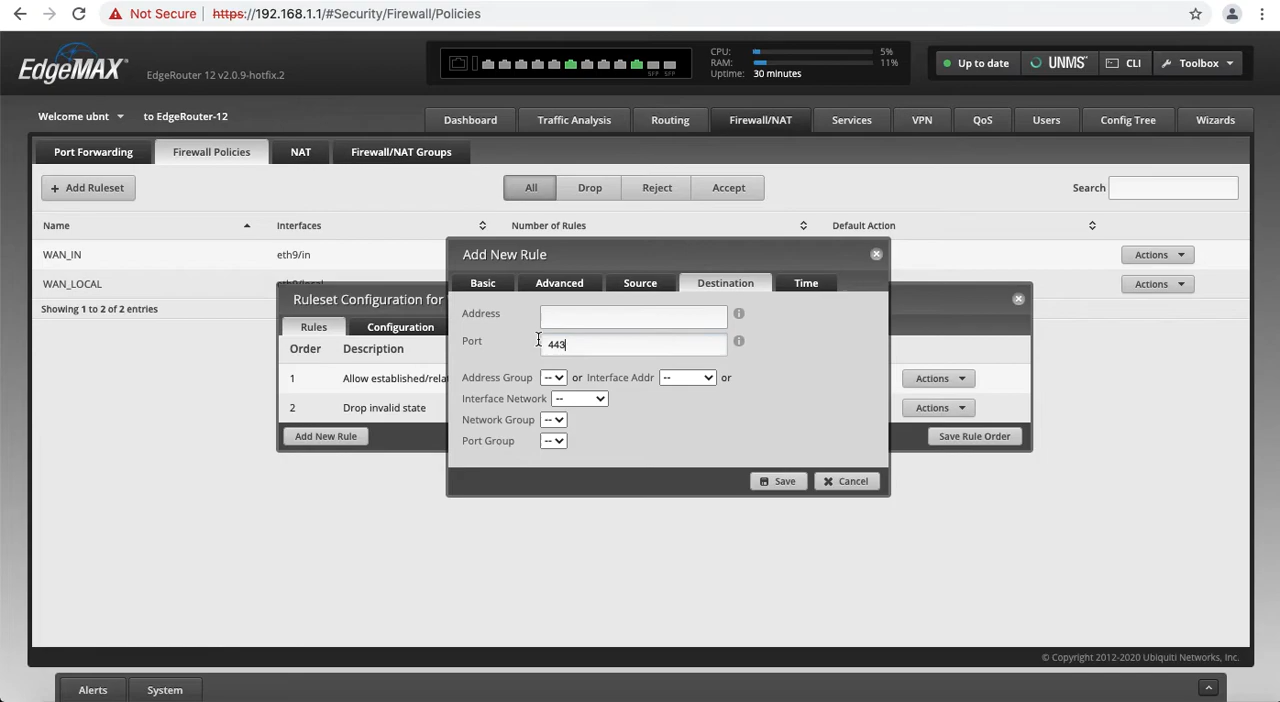 Not Secure https://192.168.1.1/#Security/Firewall/Policies
EdgeMAX EdgeRouter 12 v2.0.9-hotfix.2
SFP SFP
CPU: 5%
RAM: 11%
Uptime: 30 minutes
Up to date UNMS CLI Toolbox
Welcome ubnt to EdgeRouter-12
Dashboard Traffic Analysis Routing Firewall/NAT Services VPN QoS Users Config Tree Wizards
Port Forwarding Firewall Policies NAT Firewall/NAT Groups
+ Add Ruleset All Drop Reject Accept Search
Name Interfaces Number of Rules Default Action
WAN_IN eth9/in Actions
WAN_LOCAL Actions
Showing 1 to 2 of 2 entries
Ruleset Configuration for
Rules Configuration
Order Description
1 Allow established/rela Actions
2 Drop invalid state Actions
Add New Rule Save Rule Order
Add New Rule
Basic Advanced Source Destination Time
Address
Port 443
Address Group -- or Interface Addr -- or
Interface Network --
Network Group --
Port Group --
Save Cancel
© Copyright 2012-2020 Ubiquiti Networks, Inc.
Alerts System